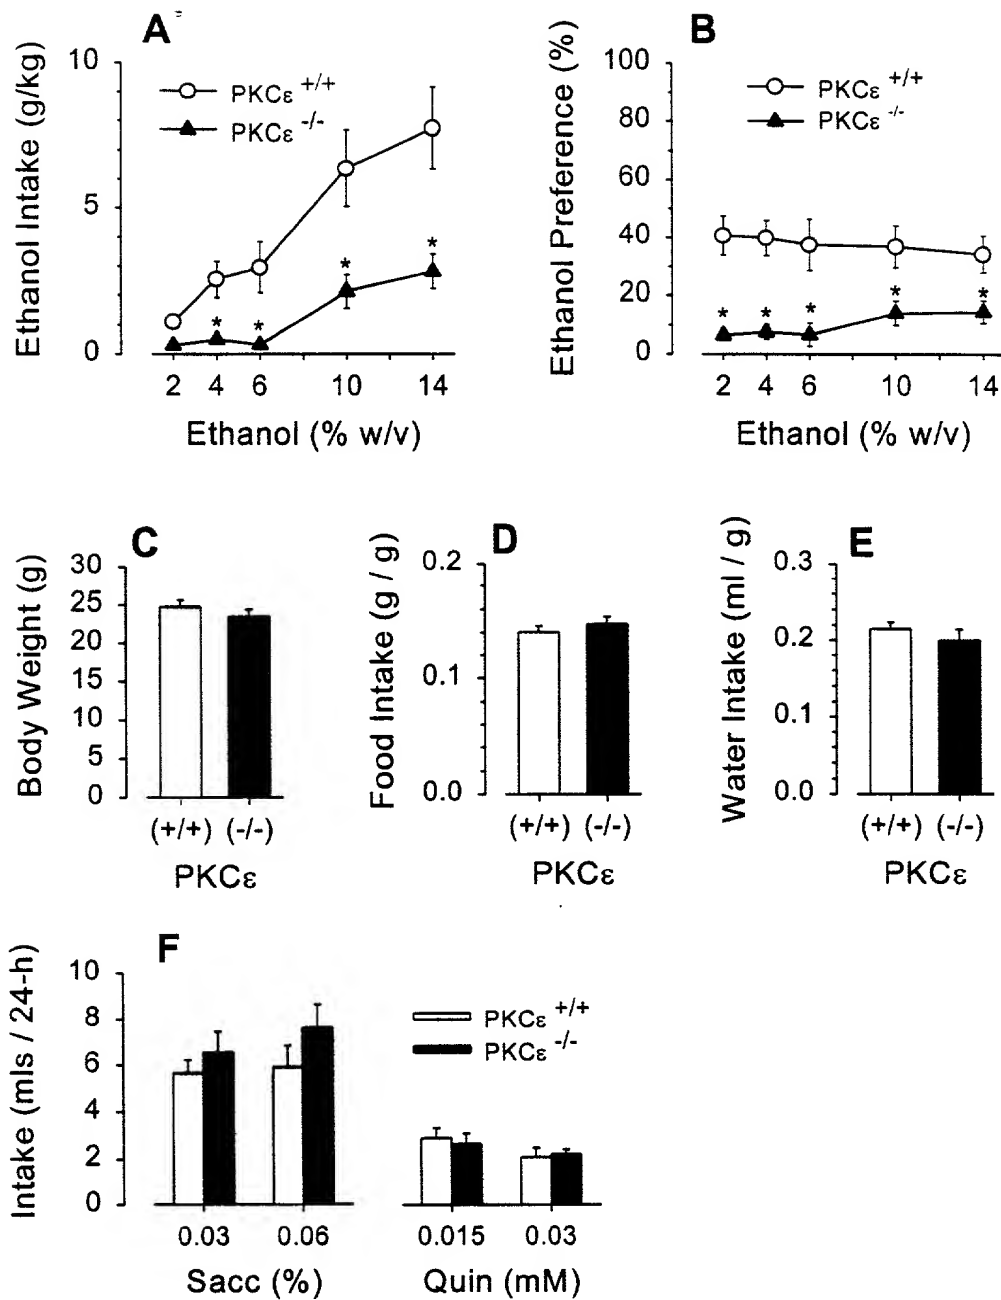 A
Ethanol Intake (g/kg)
10
5
0
PKCε +/+
PKCε -/-
* * * *
2 4 6 10 14
Ethanol (% w/v)
B
Ethanol Preference (%)
100
80
60
40
20
0
PKCε +/+
PKCε -/-
* * * * *
2 4 6 10 14
Ethanol (% w/v)
C
Body Weight (g)
30
25
20
15
10
5
0
(+/+) (-/-)
PKCε
D
Food Intake (g / g)
0.2
0.1
0.0
(+/+) (-/-)
PKCε
E
Water Intake (ml / g)
0.3
0.2
0.1
0.0
(+/+) (-/-)
PKCε
F
Intake (mls / 24-h)
10
8
6
4
2
0
PKCε +/+
PKCε -/-
0.03 0.06
Sacc (%)
0.015 0.03
Quin (mM)